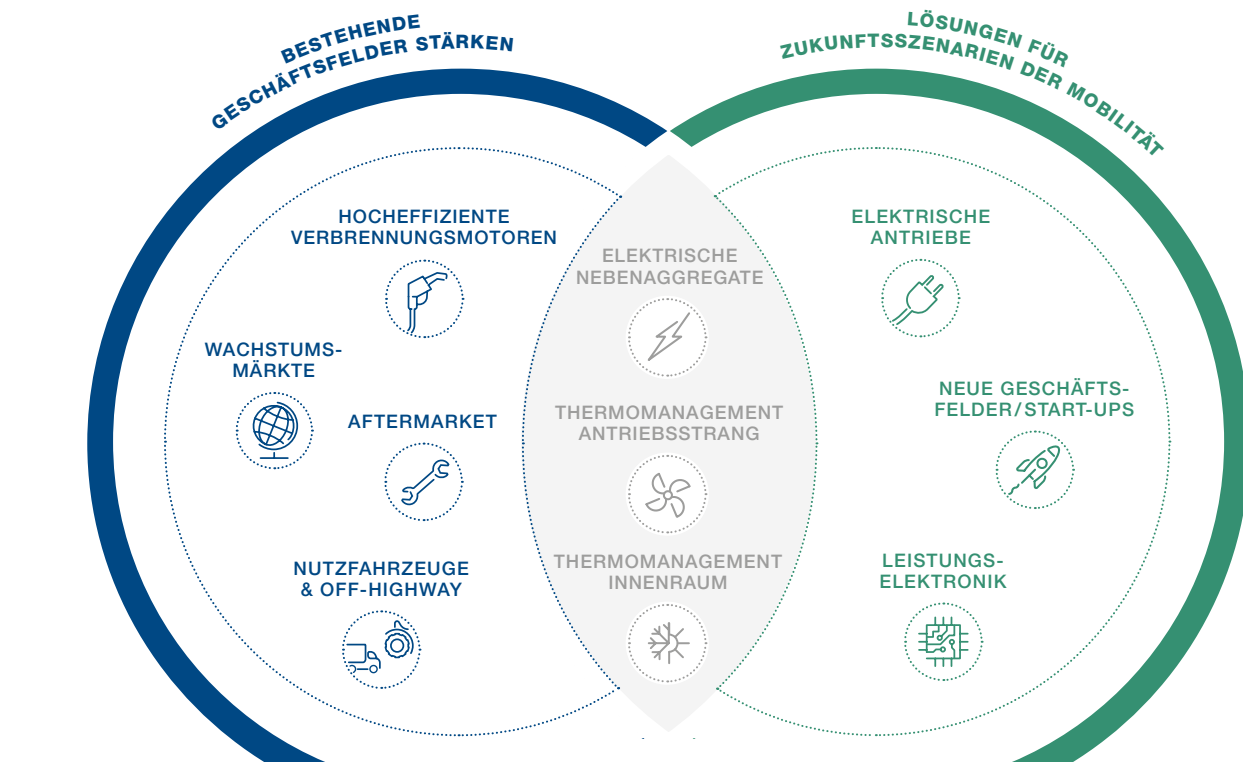 BESTEHENDE
GESCHÄFTSFELDER STÄRKEN
LÖSUNGEN FÜR
ZUKUNFTSSZENARIEN DER MOBILITÄT
HOCHEFFIZIENTE
VERBRENNUNGSMOTOREN
WACHSTUMS-
MÄRKTE
AFTERMARKET
NUTZFAHRZEUGE
& OFF-HIGHWAY
ELEKTRISCHE
NEBENAGGREGATE
THERMOMANAGEMENT
ANTRIEBSSTRANG
THERMOMANAGEMENT
INNENRAUM
ELEKTRISCHE
ANTRIEBE
NEUE GESCHÄFTS-
FELDER/START-UPS
LEISTUNGS-
ELEKTRONIK